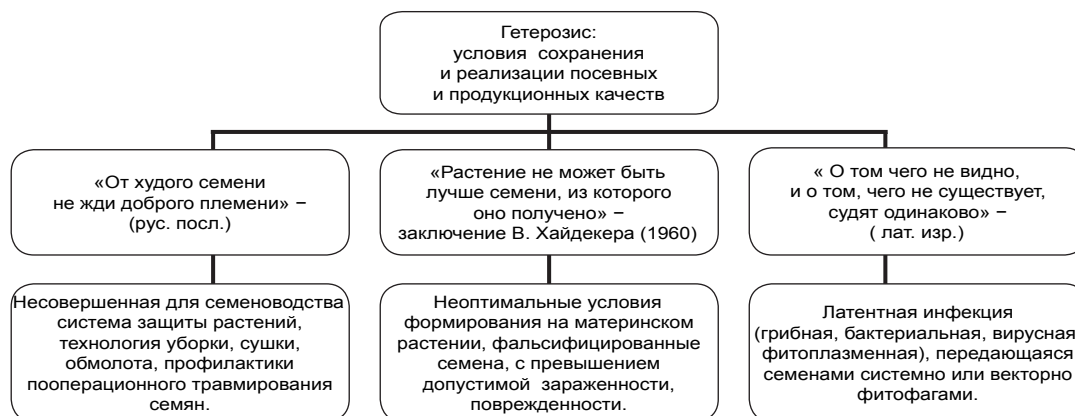 Гетерозис:
условия сохранения
и реализации посевных
и продукционных качеств
«От худого семени
не жди доброго племени» −
(рус. посл.)
«Растение не может быть
лучше семени, из которого
оно получено» −
заключение В. Хайдекера (1960)
« О том чего не видно,
и о том, чего не существует,
судят одинаково» −
( лат. изр.)
Несовершенная для семеноводства
система защиты растений,
технология уборки, сушки,
обмолота, профилактики
пооперационного травмирования
семян.
Неоптимальные условия
формирования на материнском
растении, фальсифицированные
семена, с превышением
допустимой зараженности,
поврежденности.
Латентная инфекция
(грибная, бактериальная, вирусная,
фитоплазменная), передающаяся
семенами системно или векторно
фитофагами.